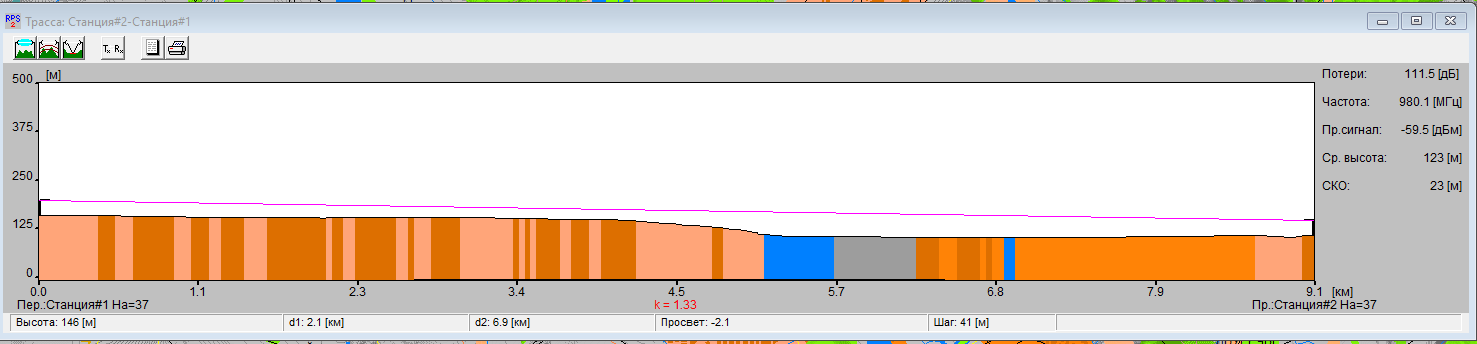 RPS 2 Трасса: Станция#2-Станция#1
Tx Rx
500 [м]
375
250
125
0
0.0 1.1 2.3 3.4 4.5 5.7 6.8 7.9 9.1 [км]
Пер.:Станция#1 На=37 k = 1.33 Пр.:Станция#2 На=37
Потери: 111.5 [дБ]
Частота: 980.1 [МГц]
Пр.сигнал: -59.5 [дБм]
Ср. высота: 123 [м]
СКО: 23 [м]
Высота: 146 [м] d1: 2.1 [км] d2: 6.9 [км] Просвет: -2.1 Шаг: 41 [м]